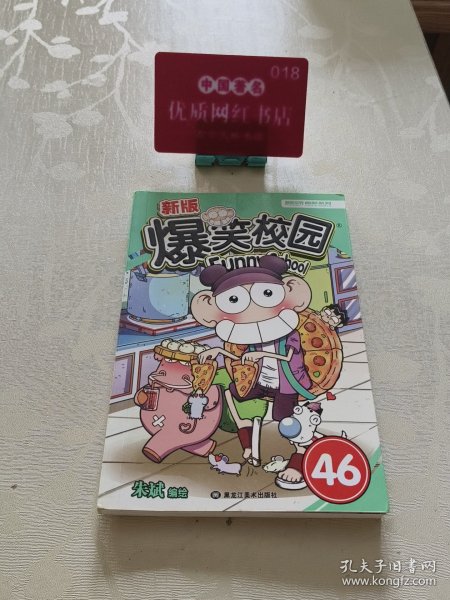 018
中国著名
优质网红书店
新版
爆笑校园®
Funny School
46
朱斌 编绘
黑龙江美术出版社
孔夫子旧书网
www.kongfz.com